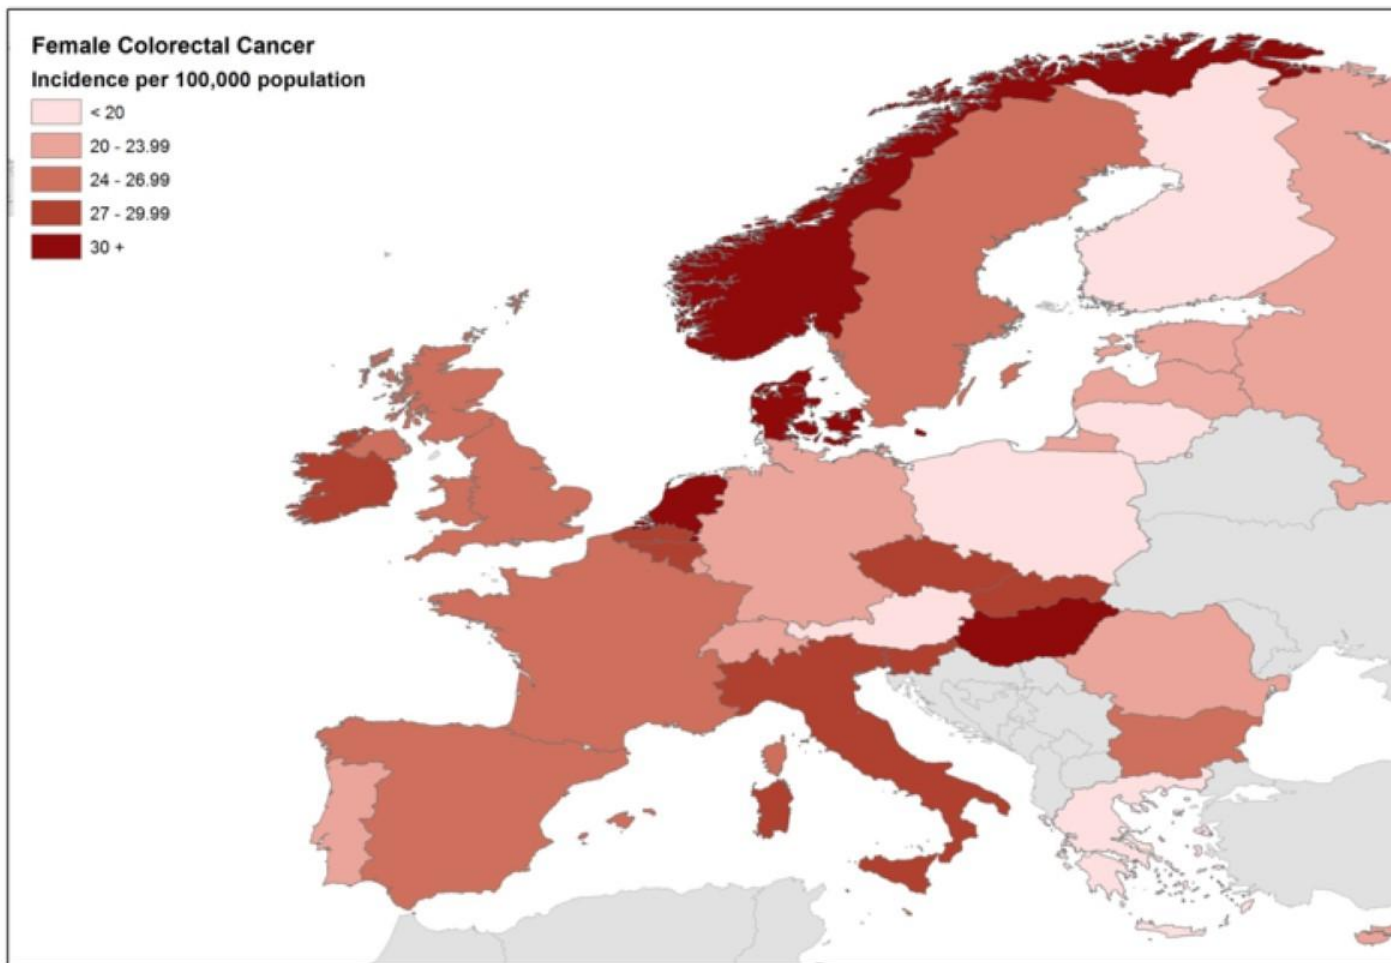 Female Colorectal Cancer
Incidence per 100,000 population
< 20
20 - 23.99
24 - 26.99
27 - 29.99
30 +